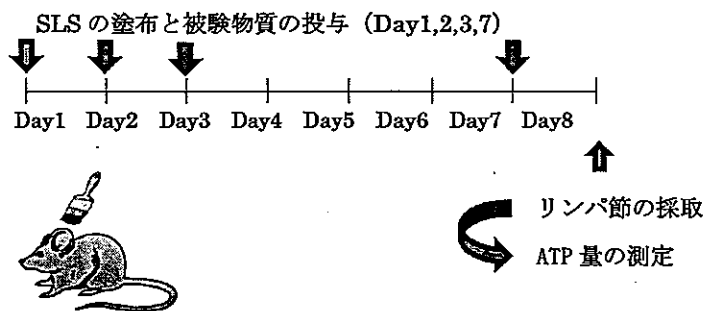 SLS の塗布と被験物質の投与（Day1,2,3,7）
Day1 Day2 Day3 Day4 Day5 Day6 Day7 Day8
リンパ節の採取
ATP 量の測定